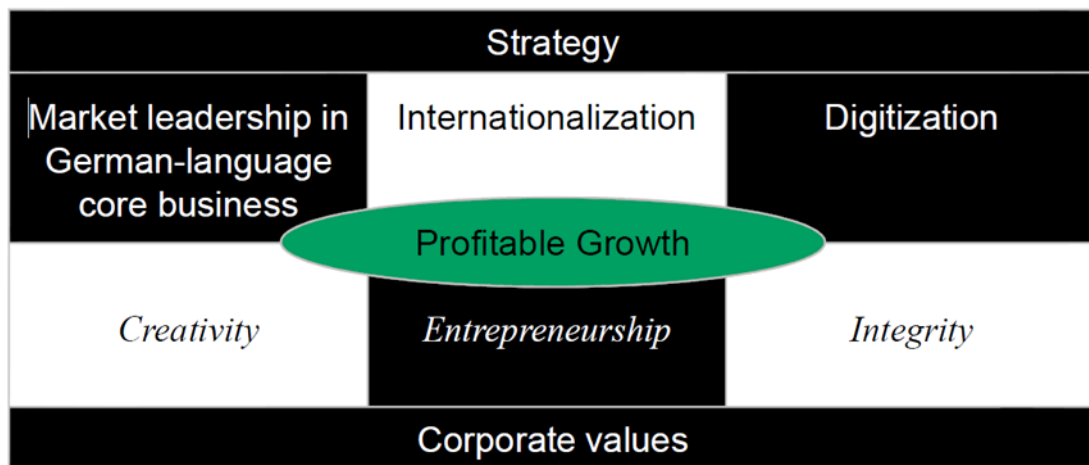 Strategy
Market leadership in
German-language
core business
Internationalization
Digitization
Profitable Growth
Creativity
Entrepreneurship
Integrity
Corporate values